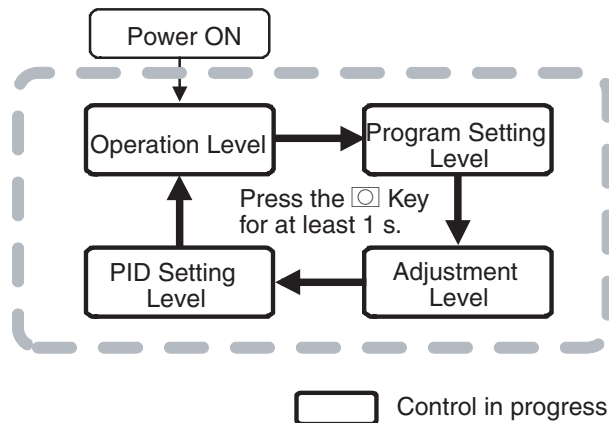 Power ON
Operation Level
Program Setting
Level
Press the Key
for at least 1 s.
PID Setting
Level
Adjustment
Level
Control in progress